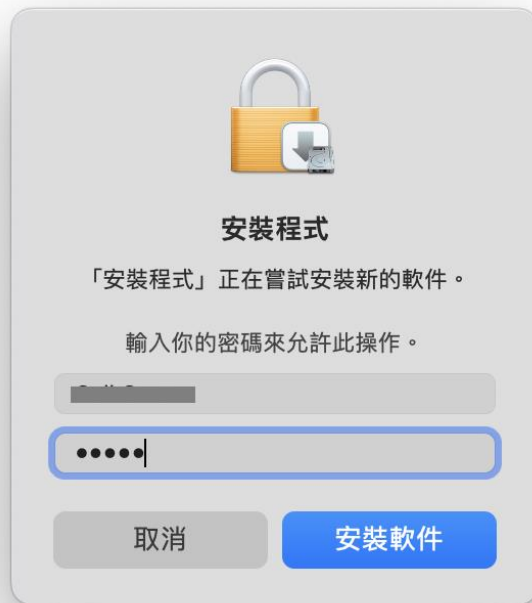 安裝程式
「安裝程式」正在嘗試安裝新的軟件。
輸入你的密碼來允許此操作。
•••••
取消
安裝軟件